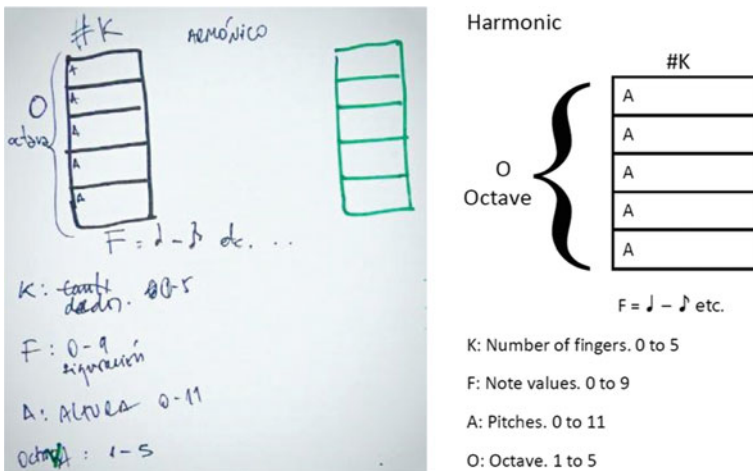 #K
ARMÓNICO
A
A
O
octava
A
A
A
F = ♩ - ♪ etc. ...
K: dedos. 0-5
F: 0-9
figuración
A: ALTURA 0-11
OctavA: 1-5
Harmonic
#K
A
A
O
Octave
A
A
A
F = ♩ – ♪ etc.
K: Number of fingers. 0 to 5
F: Note values. 0 to 9
A: Pitches. 0 to 11
O: Octave. 1 to 5